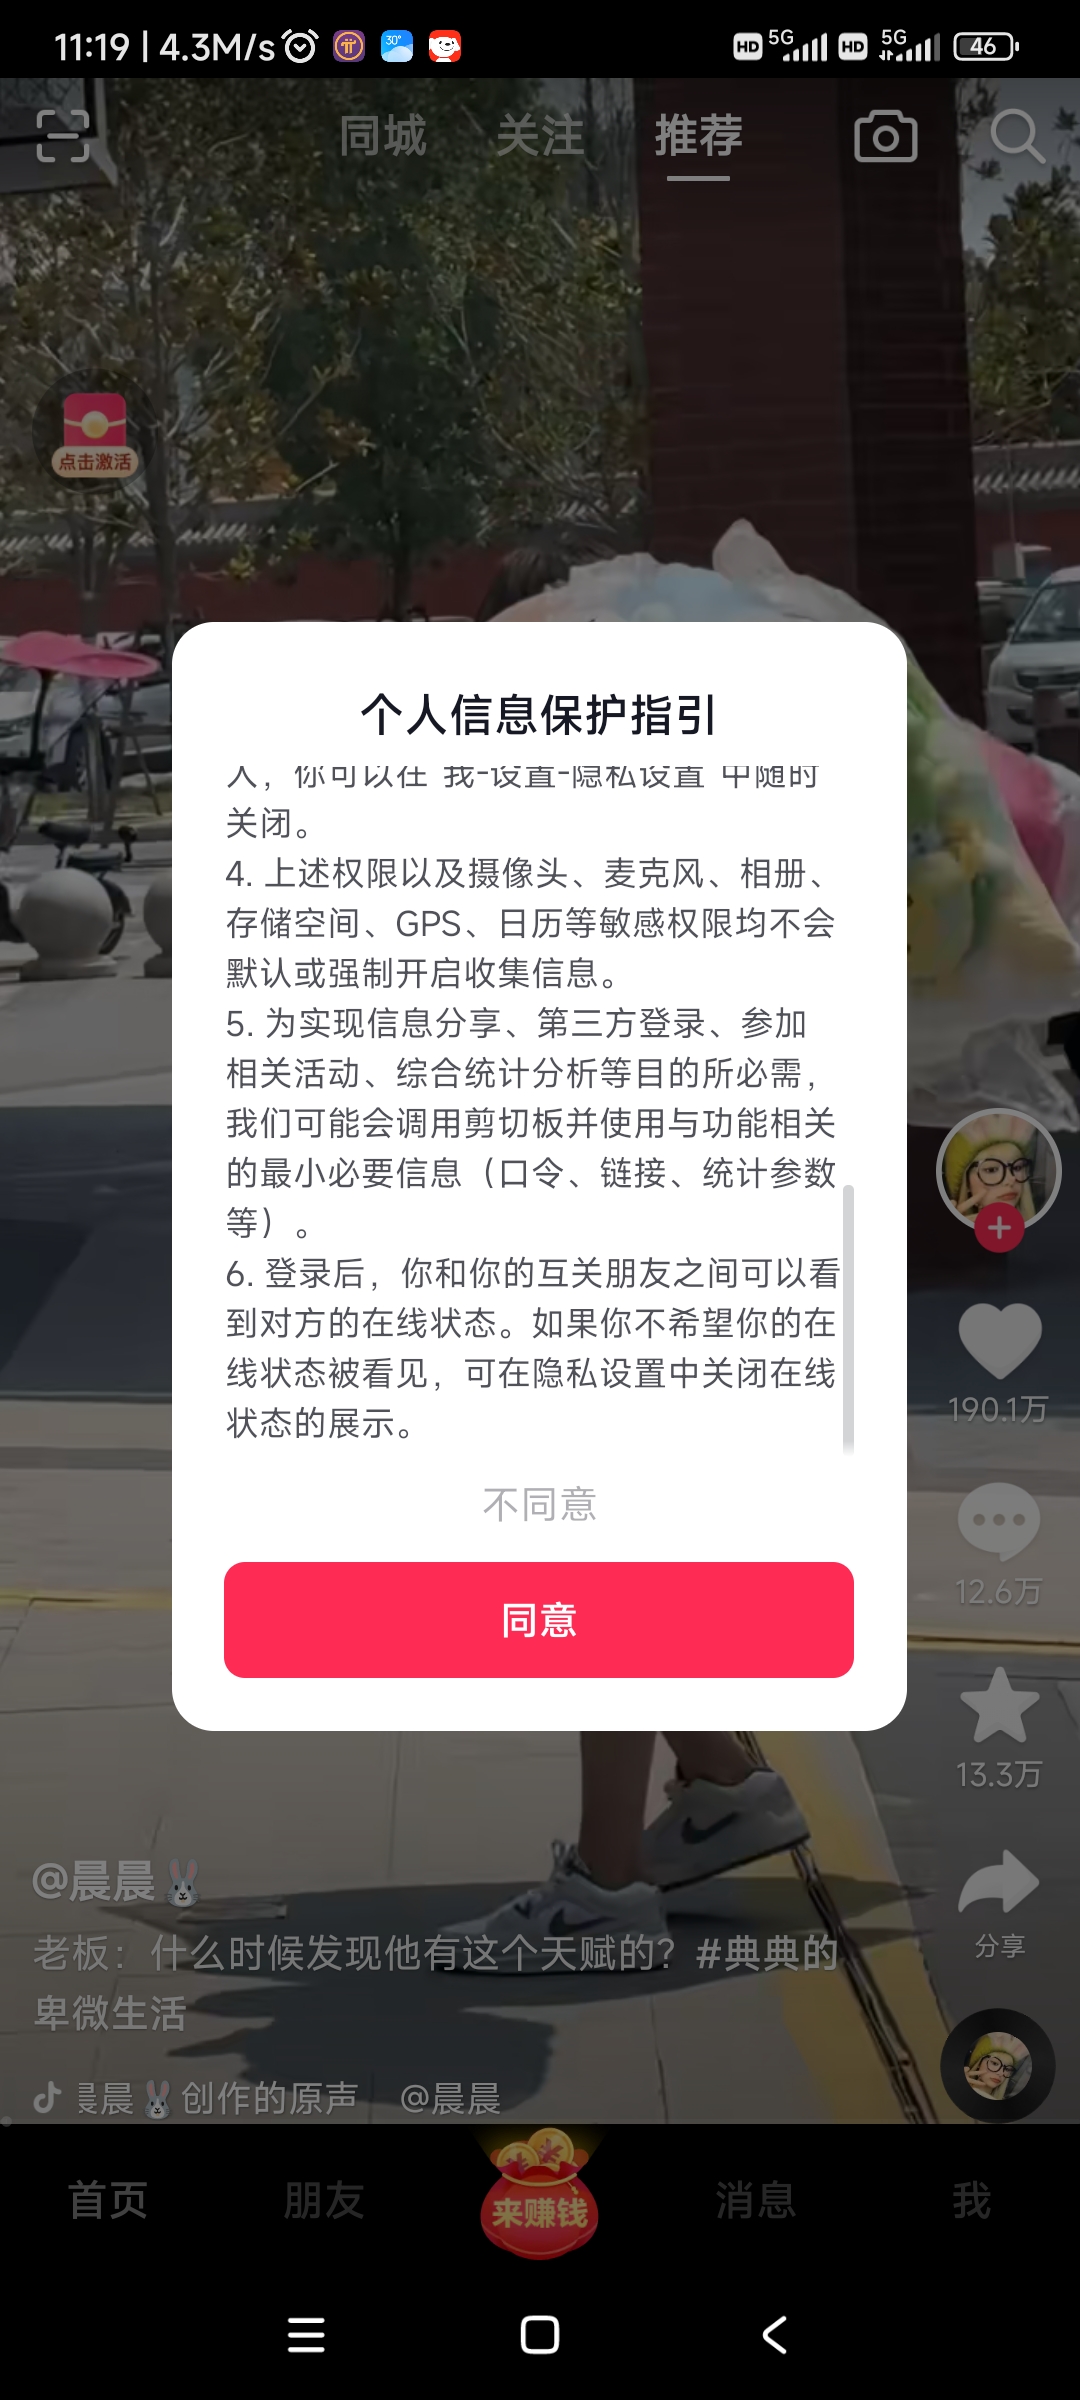 11:19 | 4.3M/s
30°
HD 5G HD 5G 46
同城 关注 推荐
点击激活
个人信息保护指引
人，你可以在 我-设置-隐私设置 中随时
关闭。
4. 上述权限以及摄像头、麦克风、相册、
存储空间、GPS、日历等敏感权限均不会
默认或强制开启收集信息。
5. 为实现信息分享、第三方登录、参加
相关活动、综合统计分析等目的所必需，
我们可能会调用剪切板并使用与功能相关
的最小必要信息（口令、链接、统计参数
等）。
6. 登录后，你和你的互关朋友之间可以看
到对方的在线状态。如果你不希望你的在
线状态被看见，可在隐私设置中关闭在线
状态的展示。
不同意
同意
190.1万
12.6万
13.3万
分享
@晨晨
老板：什么时候发现他有这个天赋的？#典典的
卑微生活
晨晨 创作的原声 @晨晨
首页 朋友 来赚钱 消息 我